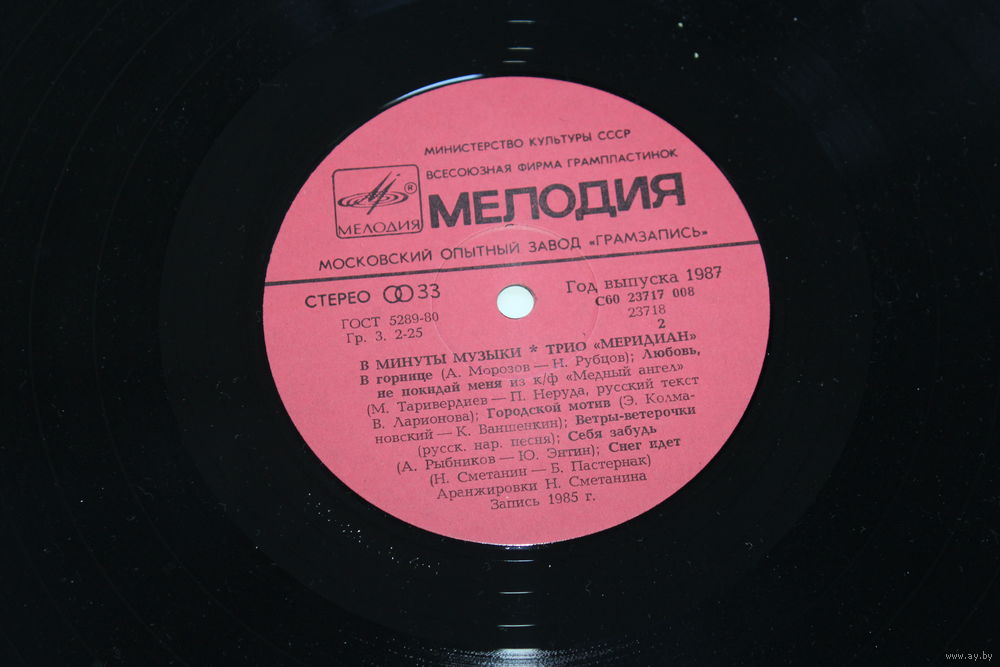 МИНИСТЕРСТВО КУЛЬТУРЫ СССР
ВСЕСОЮЗНАЯ ФИРМА ГРАМПЛАСТИНОК
МЕЛОДИЯ
® МЕЛОДИЯ
МОСКОВСКИЙ ОПЫТНЫЙ ЗАВОД «ГРАМЗАПИСЬ»
СТЕРЕО 33
ГОСТ 5289-80
Гр. 3. 2-25
Год выпуска 1987
С60 23717 008
23718
2
В МИНУТЫ МУЗЫКИ * ТРИО «МЕРИДИАН»
В горнице (А. Морозов — Н. Рубцов); Любовь,
не покидай меня из к/ф «Медный ангел»
(М. Таривердиев — П. Неруда, русский текст
В. Ларионова); Городской мотив (Э. Колма-
новский — К. Ваншенкин); Ветры-ветерочки
(русск. нар. песня); Себя забудь
(А. Рыбников — Ю. Энтин); Снег идет
(Н. Сметанин — Б. Пастернак)
Аранжировки Н. Сметанина
Запись 1985 г.
www.ay.by